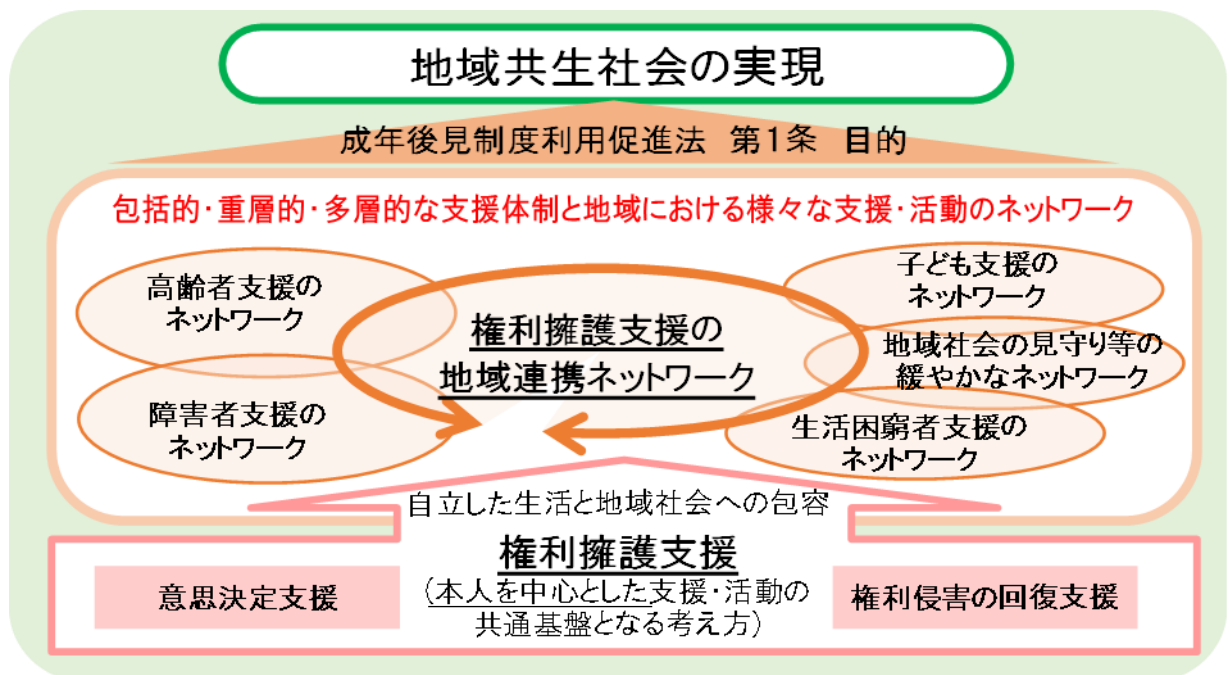 地域共生社会の実現
成年後見制度利用促進法　第1条　目的
包括的・重層的・多層的な支援体制と地域における様々な支援・活動のネットワーク
高齢者支援の
ネットワーク
障害者支援の
ネットワーク
権利擁護支援の
地域連携ネットワーク
子ども支援の
ネットワーク
地域社会の見守り等の
緩やかなネットワーク
生活困窮者支援の
ネットワーク
自立した生活と地域社会への包容
権利擁護支援
（本人を中心とした支援・活動の
共通基盤となる考え方）
意思決定支援
権利侵害の回復支援